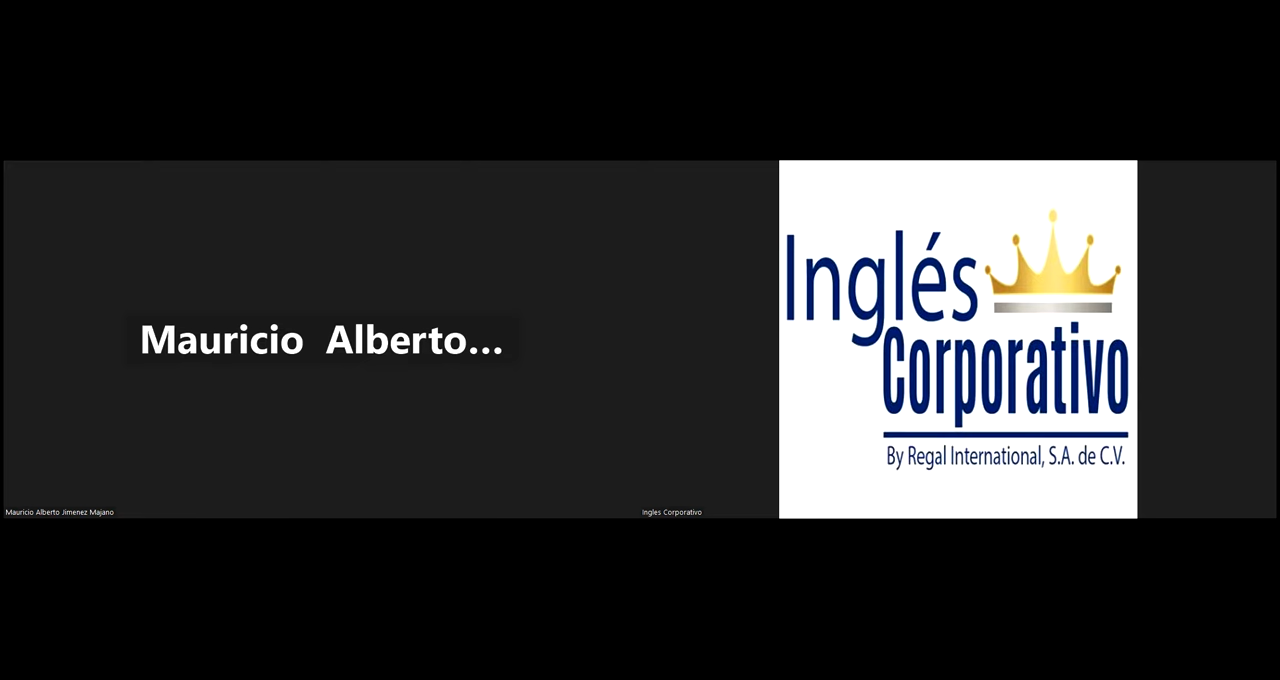 Mauricio Alberto...
Mauricio Alberto Jimenez Majano
Inglés
Corporativo
By Regal International, S.A. de C.V.
Ingles Corporativo